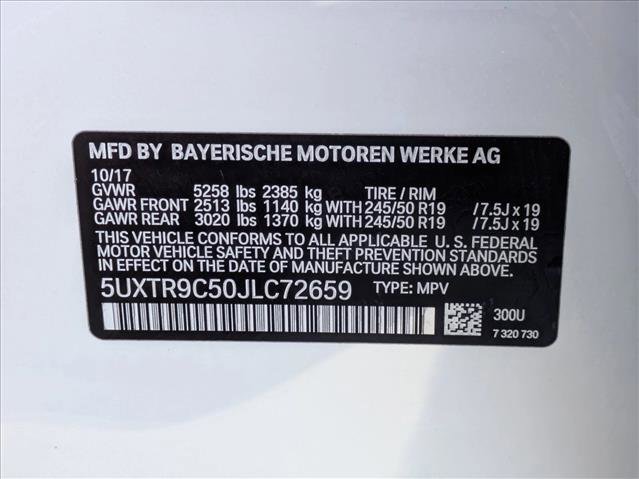 MFD BY BAYERISCHE MOTOREN WERKE AG
10/17
GVWR 5258 lbs 2385 kg TIRE / RIM
GAWR FRONT 2513 lbs 1140 kg WITH 245/50 R19 / 7.5J x 19
GAWR REAR 3020 lbs 1370 kg WITH 245/50 R19 / 7.5J x 19
THIS VEHICLE CONFORMS TO ALL APPLICABLE U. S. FEDERAL
MOTOR VEHICLE SAFETY AND THEFT PREVENTION STANDARDS
IN EFFECT ON THE DATE OF MANUFACTURE SHOWN ABOVE.
5UXTR9C50JLC72659 TYPE: MPV
300U
7 320 730